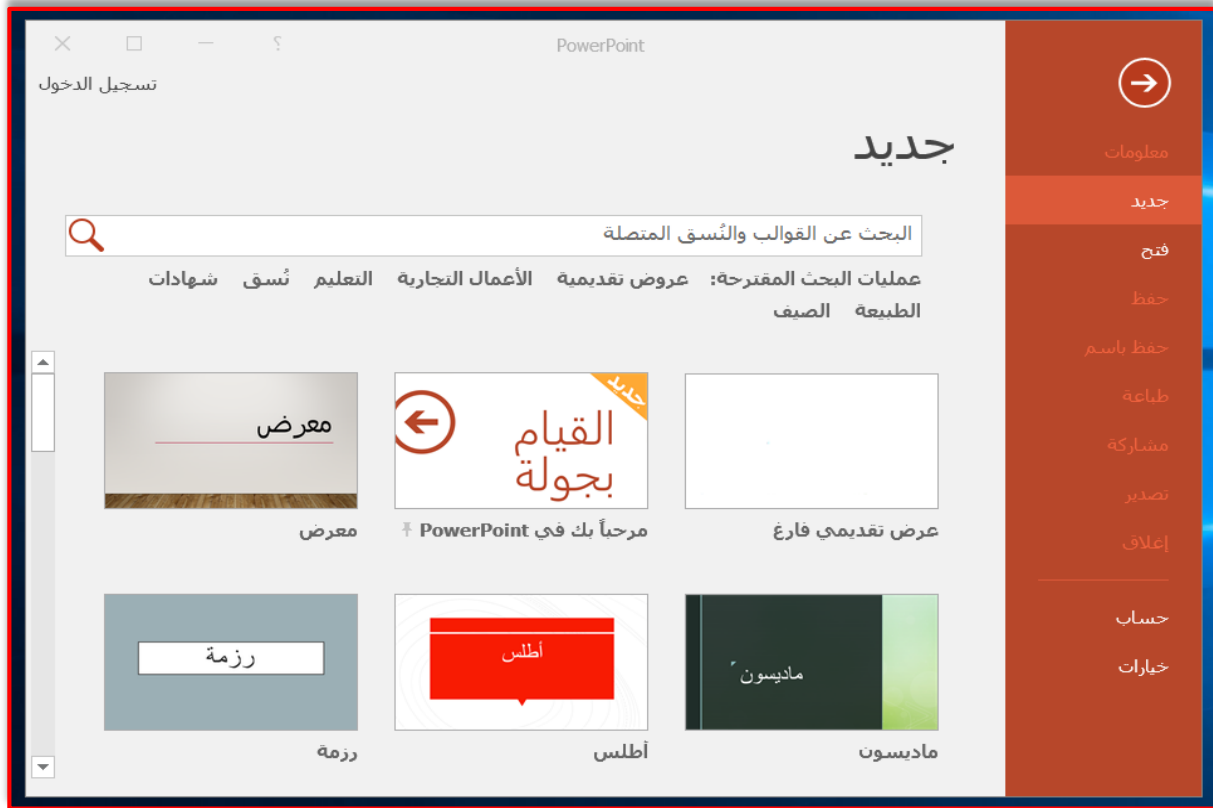 PowerPoint
؟
تسجيل الدخول
معلومات
جديد
فتح
حفظ
حفظ باسم
طباعة
مشاركة
تصدير
إغلاق
حساب
خيارات
جديد
البحث عن القوالب والنُسق المتصلة
عمليات البحث المقترحة: عروض تقديمية الأعمال التجارية التعليم نُسق شهادات
الطبيعة الصيف
عرض تقديمي فارغ
جديد
القيام
بجولة
مرحباً بك في PowerPoint
معرض
معرض
ماديسون
ماديسون
أطلس
أطلس
رزمة
رزمة